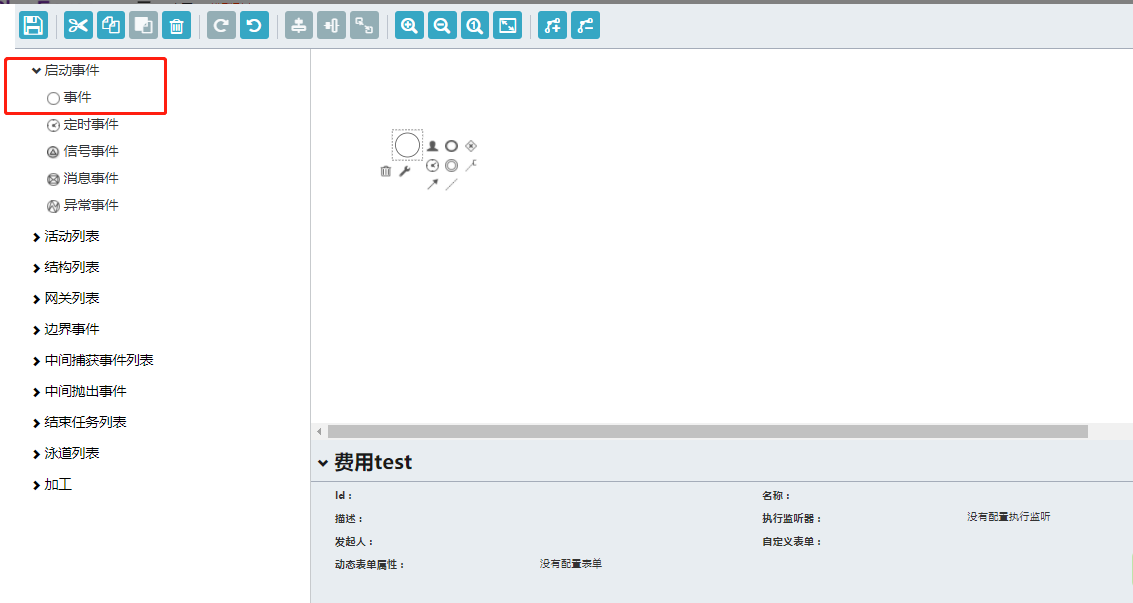 启动事件
事件
定时事件
信号事件
消息事件
异常事件
活动列表
结构列表
网关列表
边界事件
中间捕获事件列表
中间抛出事件
结束任务列表
泳道列表
加工
费用test
Id :
名称 :
描述 :
执行监听器 :
没有配置执行监听
发起人 :
自定义表单 :
动态表单属性 :
没有配置表单